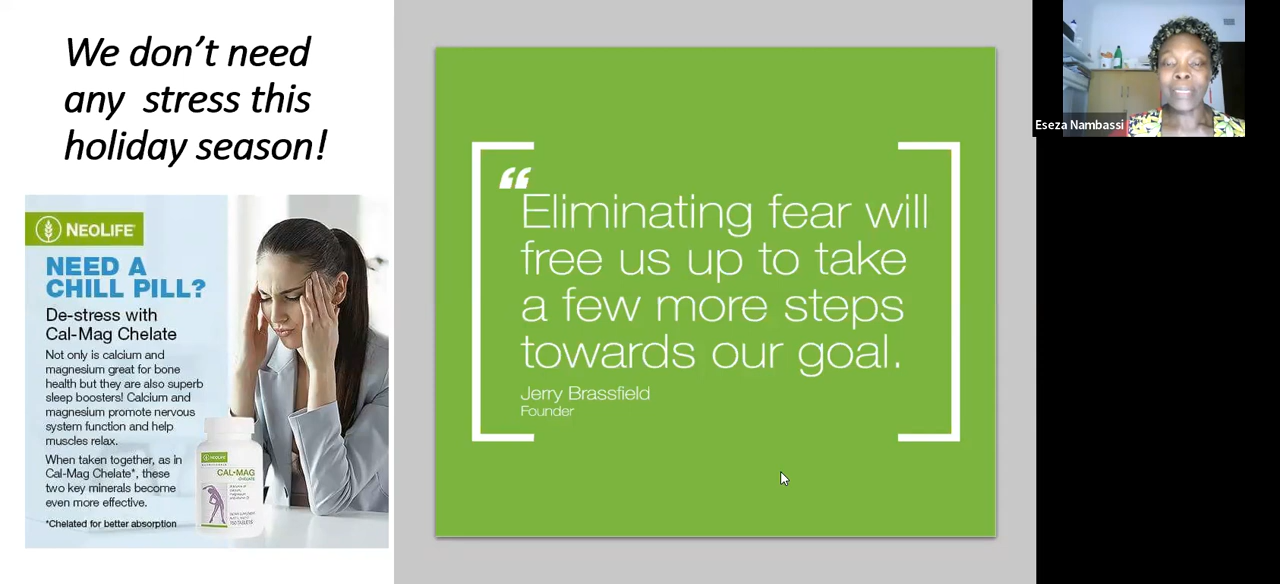 We don't need
any  stress this
holiday season!
NEOLIFE
NEED A
CHILL PILL?
De-stress with
Cal-Mag Chelate
Not only is calcium and
magnesium great for bone
health but they are also superb
sleep boosters! Calcium and
magnesium promote nervous
system function and help
muscles relax.
When taken together, as in
Cal-Mag Chelate*, these
two key minerals become
even more effective.
*Chelated for better absorption
NEOLIFE
CAL-MAG
CHELATE
“Eliminating fear will
free us up to take
a few more steps
towards our goal.
Jerry Brassfield
Founder
Eseza Nambassi